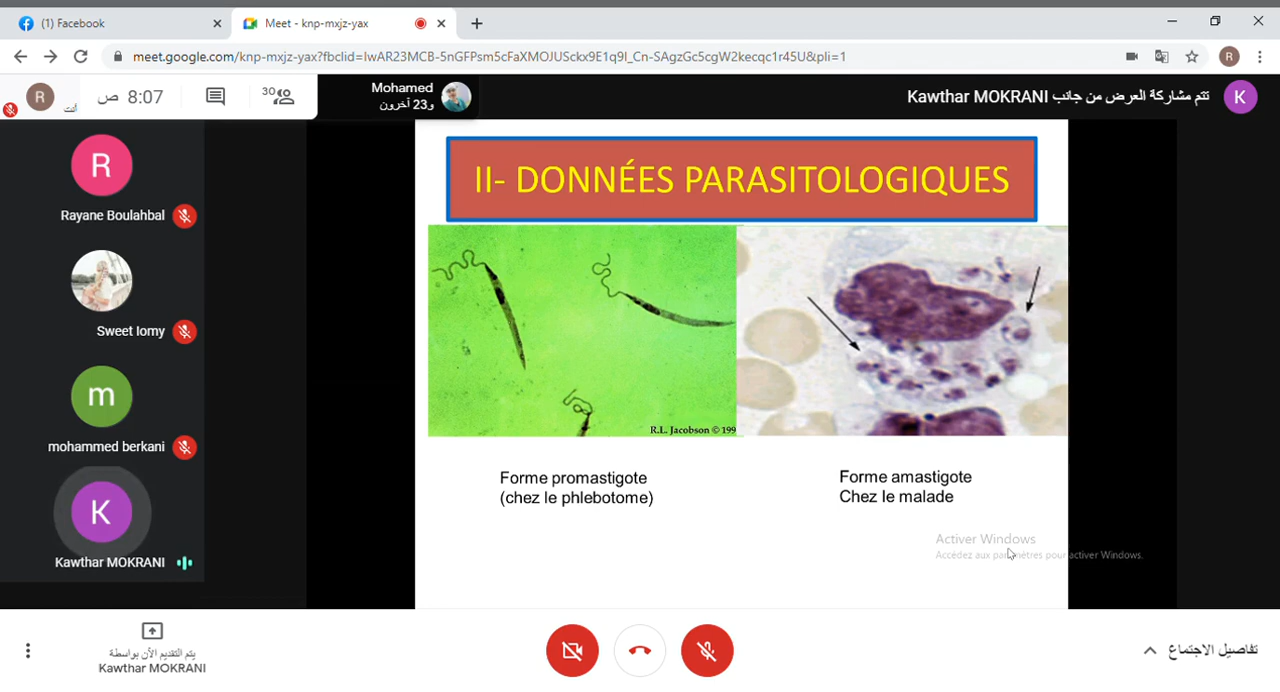 (1) Facebook
Meet - knp-mxjz-yax
meet.google.com/knp-mxjz-yax?fbclid=IwAR23MCB-5nGFPsm5cFaXMOJUSckx9E1q9I_Cn-SAgzGc5cgW2kecqc1r45U&pli=1
R
R
أنت
8:07 ص
30
Mohamed
و23 آخرون
تتم مشاركة العرض من جانب Kawthar MOKRANI
K
R
Rayane Boulahbal
Sweet lomy
m
mohammed berkani
K
Kawthar MOKRANI
II- DONNÉES PARASITOLOGIQUES
R.L. Jacobson © 199
Forme promastigote
(chez le phlebotome)
Forme amastigote
Chez le malade
Activer Windows
Accédez aux paramètres pour activer Windows.
يتم التقديم الآن بواسطة
Kawthar MOKRANI
تفاصيل الاجتماع